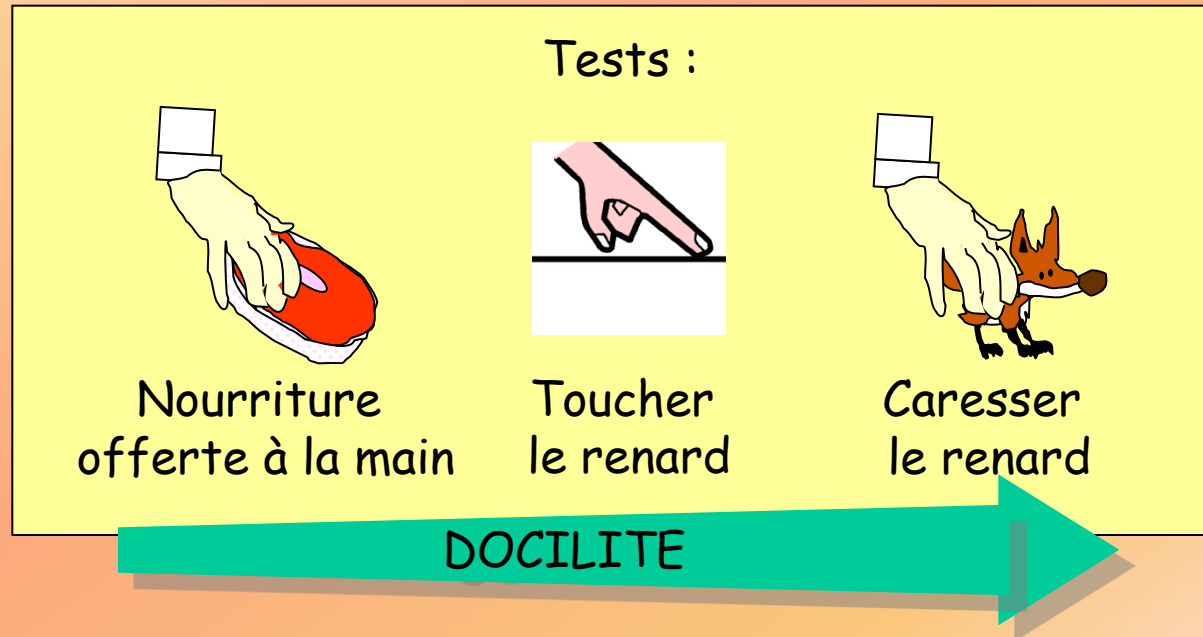 Tests :
Nourriture
offerte à la main
Toucher
le renard
Caresser
le renard
DOCILITE